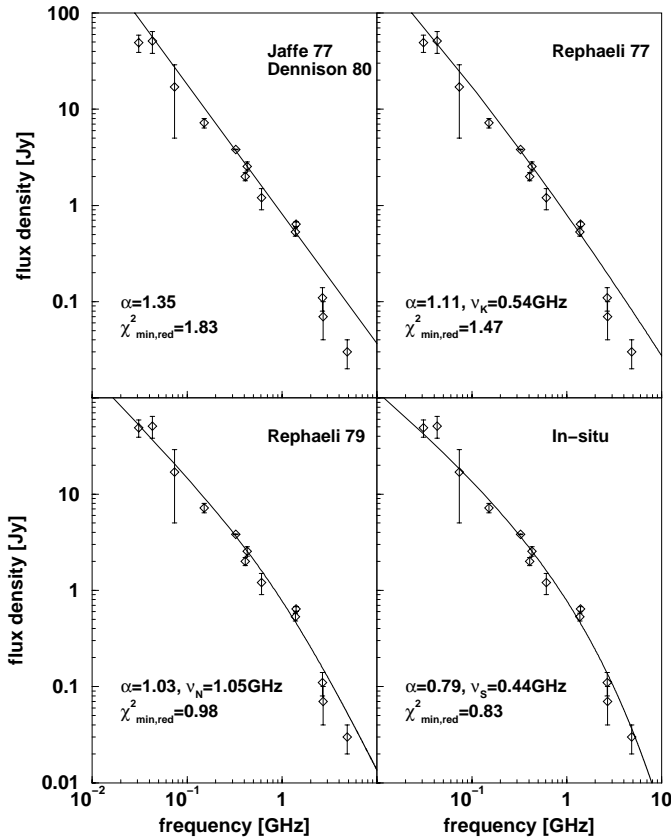 100
10
1
0.1
flux density [Jy]
Jaffe 77
Dennison 80
α=1.35
χ²min,red=1.83
Rephaeli 77
α=1.11, νK=0.54GHz
χ²min,red=1.47
10
1
0.1
0.01
flux density [Jy]
Rephaeli 79
α=1.03, νN=1.05GHz
χ²min,red=0.98
In−situ
α=0.79, νS=0.44GHz
χ²min,red=0.83
10⁻² 10⁻¹ 1 10⁻¹ 1 10
frequency [GHz] frequency [GHz]